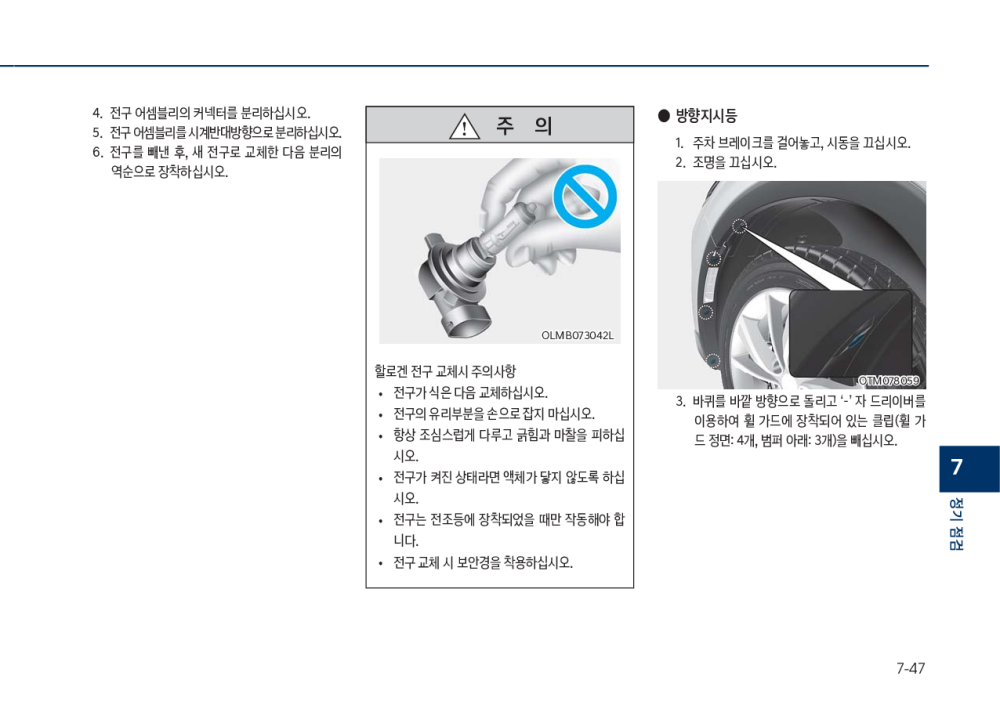 4. 전구 어셈블리의 커넥터를 분리하십시오.
5. 전구 어셈블리를 시계반대방향으로 분리하십시오.
6. 전구를 빼낸 후, 새 전구로 교체한 다음 분리의
역순으로 장착하십시오.
주 의
OLMB073042L
할로겐 전구 교체시 주의사항
• 전구가 식은 다음 교체하십시오.
• 전구의 유리부분을 손으로 잡지 마십시오.
• 항상 조심스럽게 다루고 긁힘과 마찰을 피하십
시오.
• 전구가 켜진 상태라면 액체가 닿지 않도록 하십
시오.
• 전구는 전조등에 장착되었을 때만 작동해야 합
니다.
• 전구 교체 시 보안경을 착용하십시오.
● 방향지시등
1. 주차 브레이크를 걸어놓고, 시동을 끄십시오.
2. 조명을 끄십시오.
OTM078059
3. 바퀴를 바깥 방향으로 돌리고 ‘-’ 자 드라이버를
이용하여 휠 가드에 장착되어 있는 클립(휠 가
드 정면: 4개, 범퍼 아래: 3개)을 빼십시오.
7
정기 점검
7-47